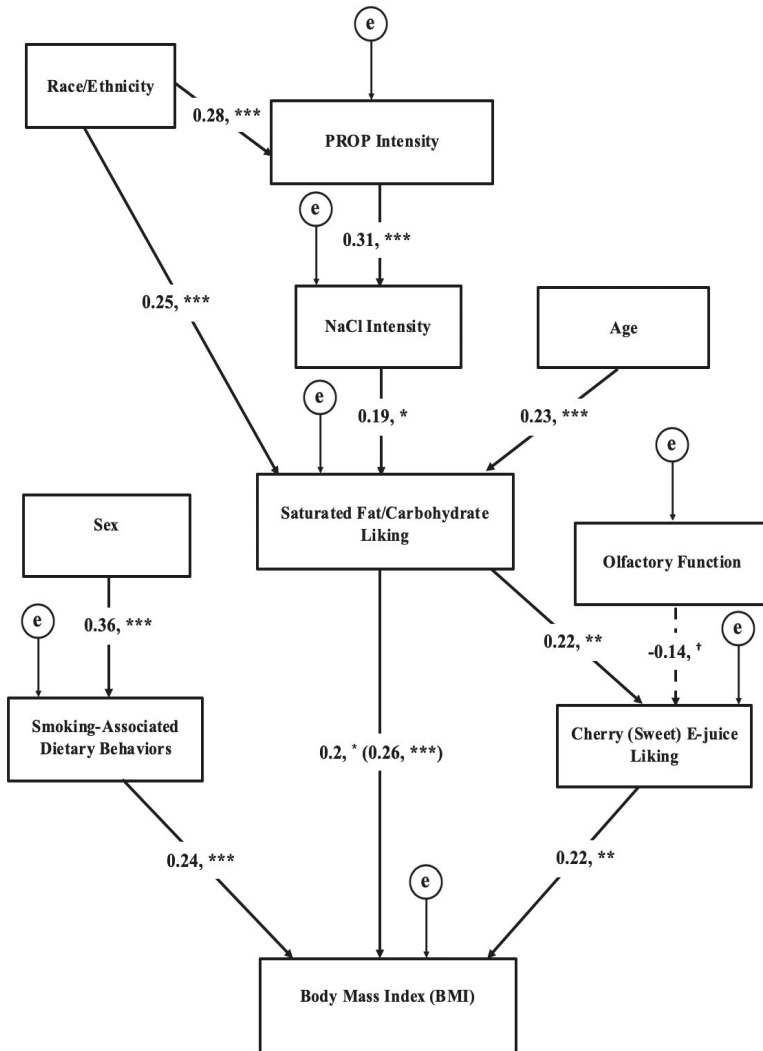 e
Race/Ethnicity
0.28, ***
PROP Intensity
e
0.31, ***
0.25, ***
NaCl Intensity
Age
e
0.19, *
0.23, ***
e
Saturated Fat/Carbohydrate
Liking
Sex
Olfactory Function
e
0.36, ***
e
0.22, **
-0.14, †
Smoking-Associated
Dietary Behaviors
Cherry (Sweet) E-juice
Liking
0.2, * (0.26, ***)
0.24, ***
0.22, **
e
Body Mass Index (BMI)